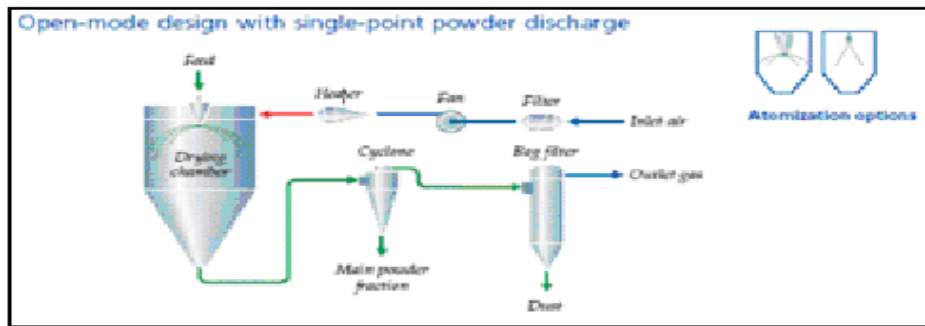 Open-mode design with single-point powder discharge
Feed
Heater
Fan
Filter
Inlet air
Atomization options
Drying
chamber
Cyclone
Bag filter
Outlet gas
Main powder
fraction
Dust